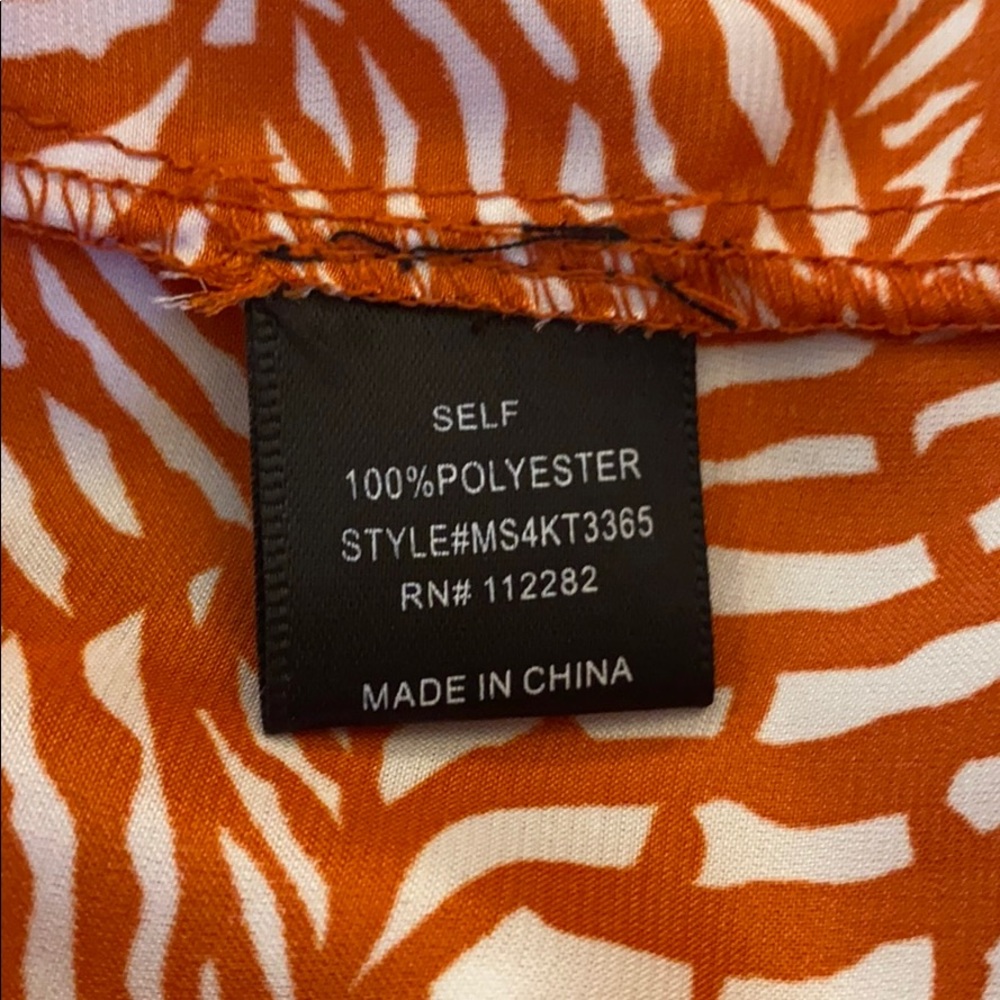 SELF
100%POLYESTER
STYLE#MS4KT3365
RN# 112282
MADE IN CHINA